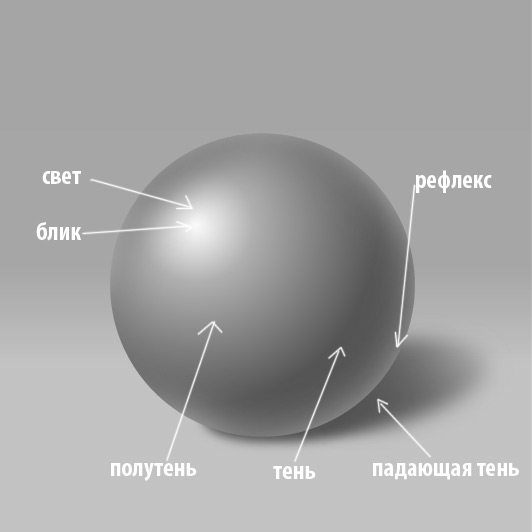 свет
рефлекс
блик
полутень
тень
падающая тень